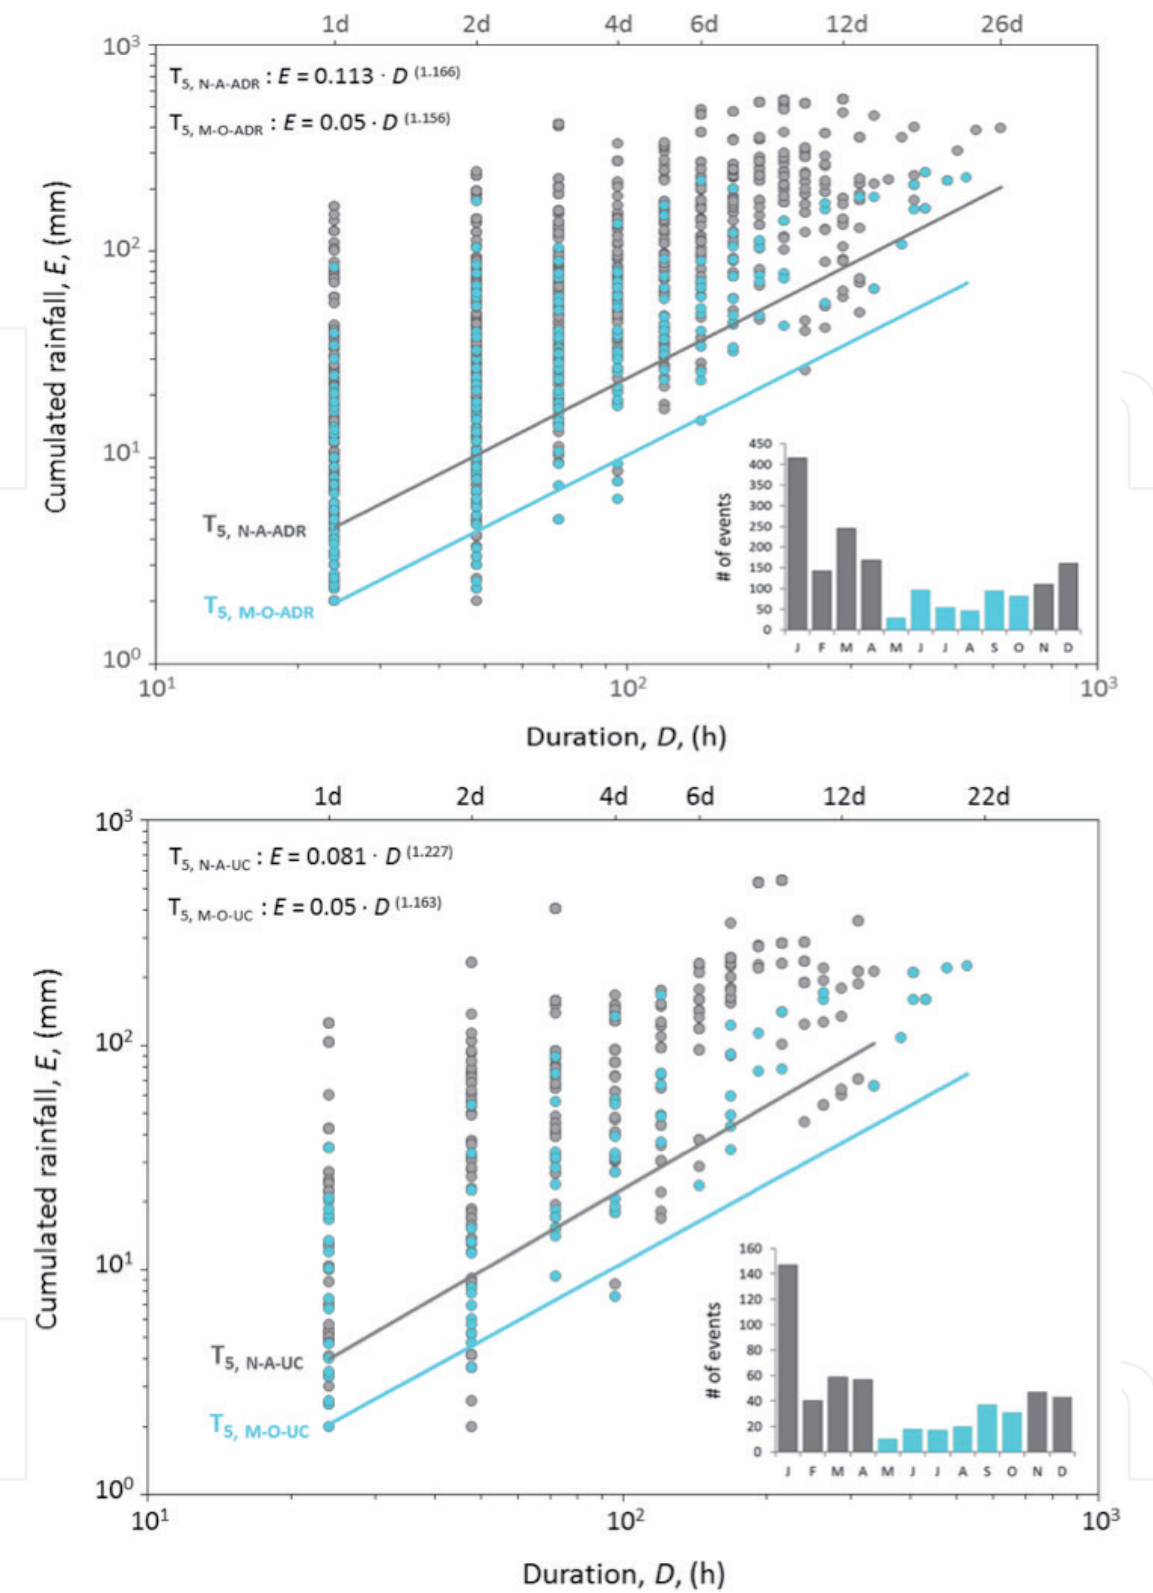 1d 2d 4d 6d 12d 26d
10³
T5, N-A-ADR : E = 0.113 · D (1.166)
T5, M-O-ADR : E = 0.05 · D (1.156)
10²
Cumulated rainfall, E, (mm)
10¹
T5, N-A-ADR
T5, M-O-ADR
10⁰
10¹ 10² 10³
Duration, D, (h)
# of events
450
400
350
300
250
200
150
100
50
0
J F M A M J J A S O N D
1d 2d 4d 6d 12d 22d
10³
T5, N-A-UC : E = 0.081 · D (1.227)
T5, M-O-UC : E = 0.05 · D (1.163)
10²
Cumulated rainfall, E, (mm)
10¹
T5, N-A-UC
T5, M-O-UC
10⁰
10¹ 10² 10³
Duration, D, (h)
# of events
160
140
120
100
80
60
40
20
0
J F M A M J J A S O N D